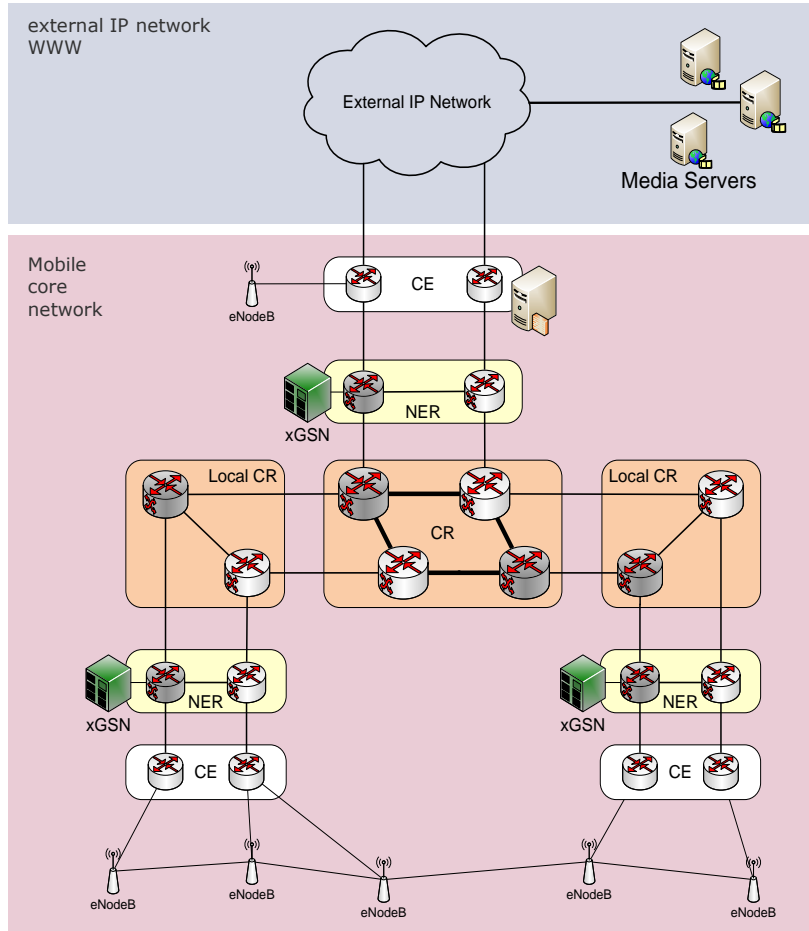 external IP network
WWW
External IP Network
Media Servers
Mobile
core
network
CE
eNodeB
NER
xGSN
Local CR
Local CR
CR
NER
xGSN
NER
xGSN
CE
CE
eNodeB
eNodeB
eNodeB
eNodeB
eNodeB